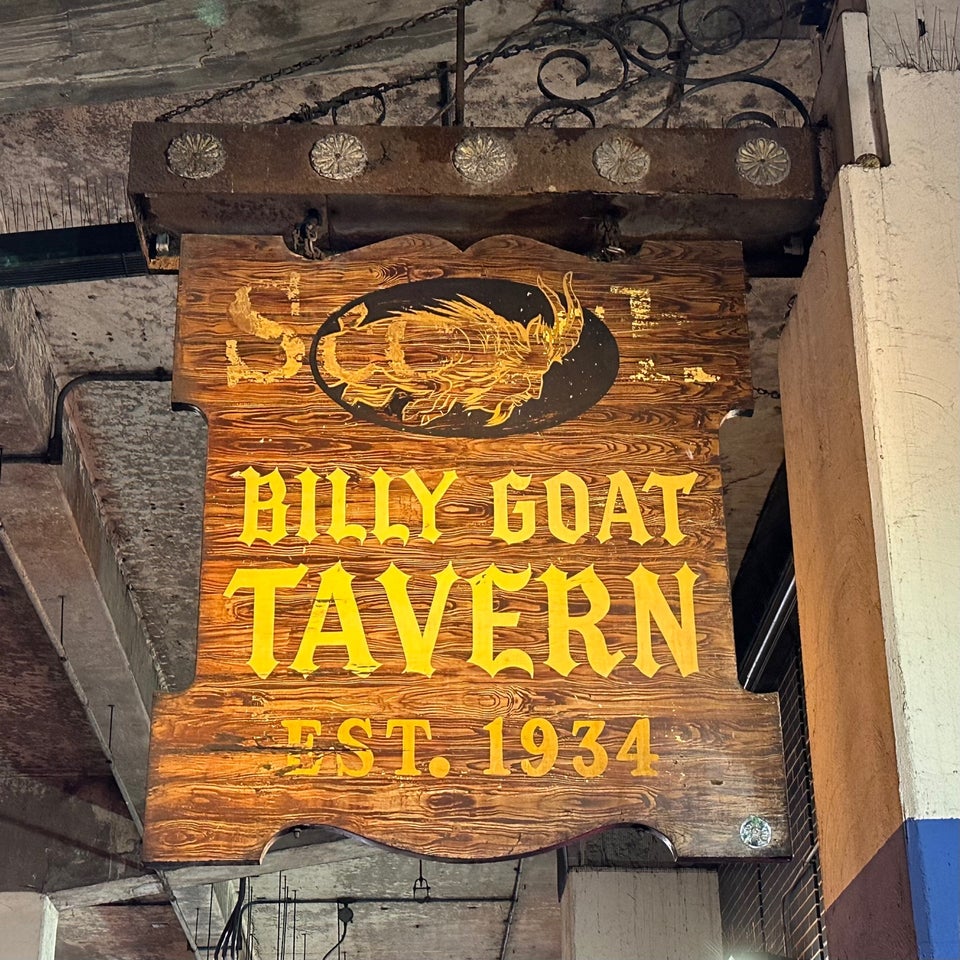 BILLY GOAT
TAVERN
EST. 1934